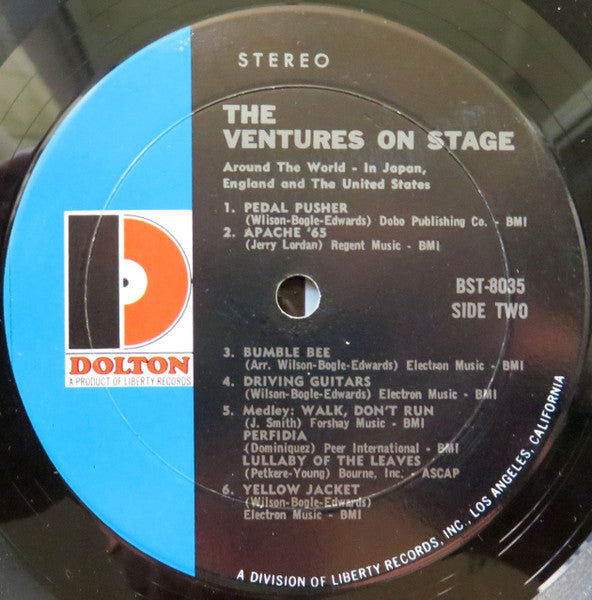 STEREO
THE
VENTURES ON STAGE
Around The World - In Japan,
England and The United States
1. PEDAL PUSHER
(Wilson-Bogle-Edwards) Dobo Publishing Co. - BMI
2. APACHE '65
(Jerry Lordan) Regent Music - BMI
BST-8035
SIDE TWO
DOLTON
A PRODUCT OF LIBERTY RECORDS
3. BUMBLE BEE
(Arr. Wilson-Bogle-Edwards) Electron Music - BMI
4. DRIVING GUITARS
(Wilson-Bogle-Edwards) Electron Music - BMI
5. Medley: WALK, DON'T RUN
(J. Smith) Forshay Music - BMI
PERFIDIA
(Dominiquez) Peer International - BMI
LULLABY OF THE LEAVES
(Petkere-Young) Bourne, Inc. - ASCAP
6. YELLOW JACKET
(Wilson-Bogle-Edwards)
Electron Music - BMI
A DIVISION OF LIBERTY RECORDS, INC., LOS ANGELES, CALIFORNIA